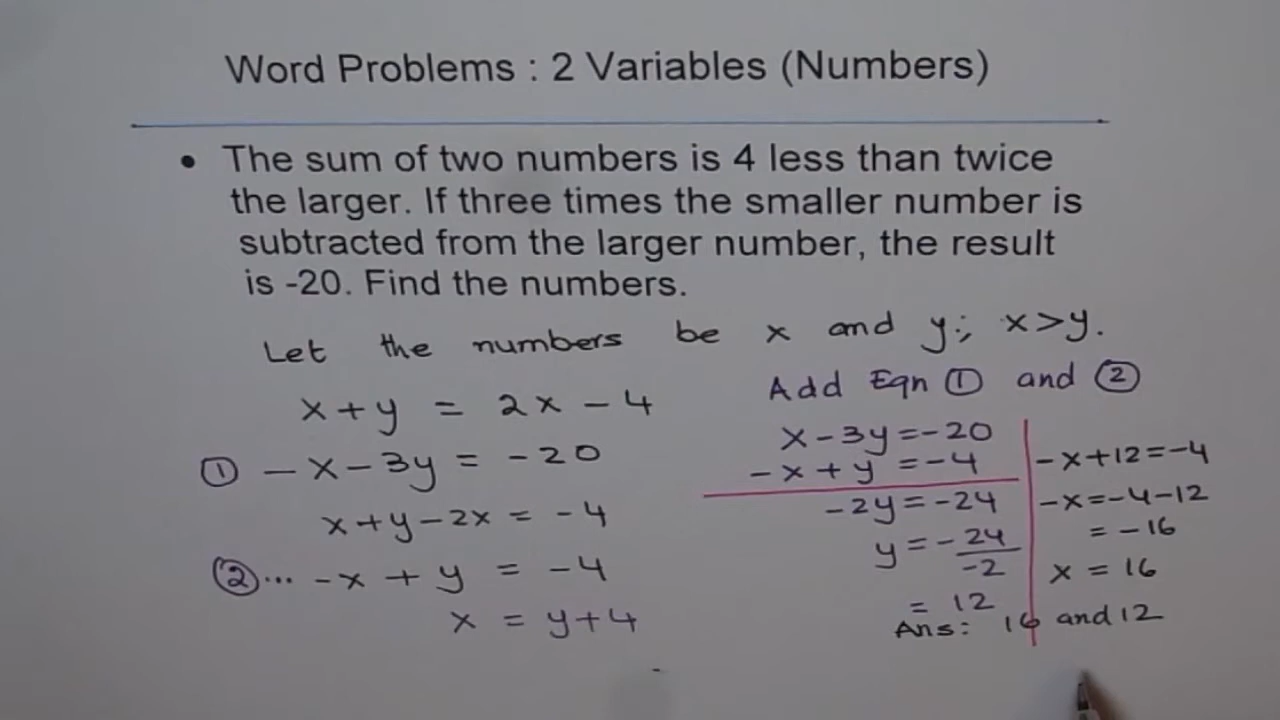 Word Problems : 2 Variables (Numbers)
• The sum of two numbers is 4 less than twice
the larger. If three times the smaller number is
subtracted from the larger number, the result
is -20. Find the numbers.
Let the numbers be x and y; x>y.
x+y = 2x - 4
① - x - 3y = -20
x+y-2x = -4
②... -x + y = -4
x = y+4
Add Eqn ① and ②
x-3y=-20
-x+y=-4
-2y=-24
y=-24/-2
= 12
-x+12=-4
-x=-4-12
= -16
x = 16
Ans: 16 and 12